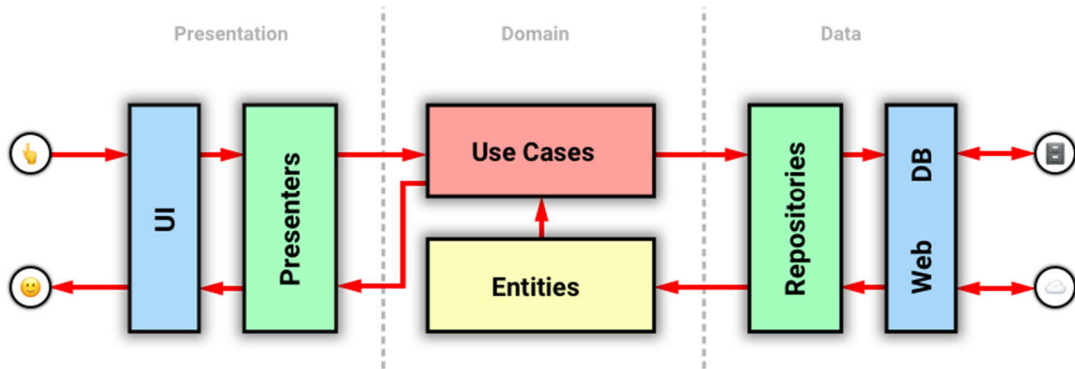 Presentation
Domain
Data
UI
Presenters
Use Cases
Entities
Repositories
Web DB